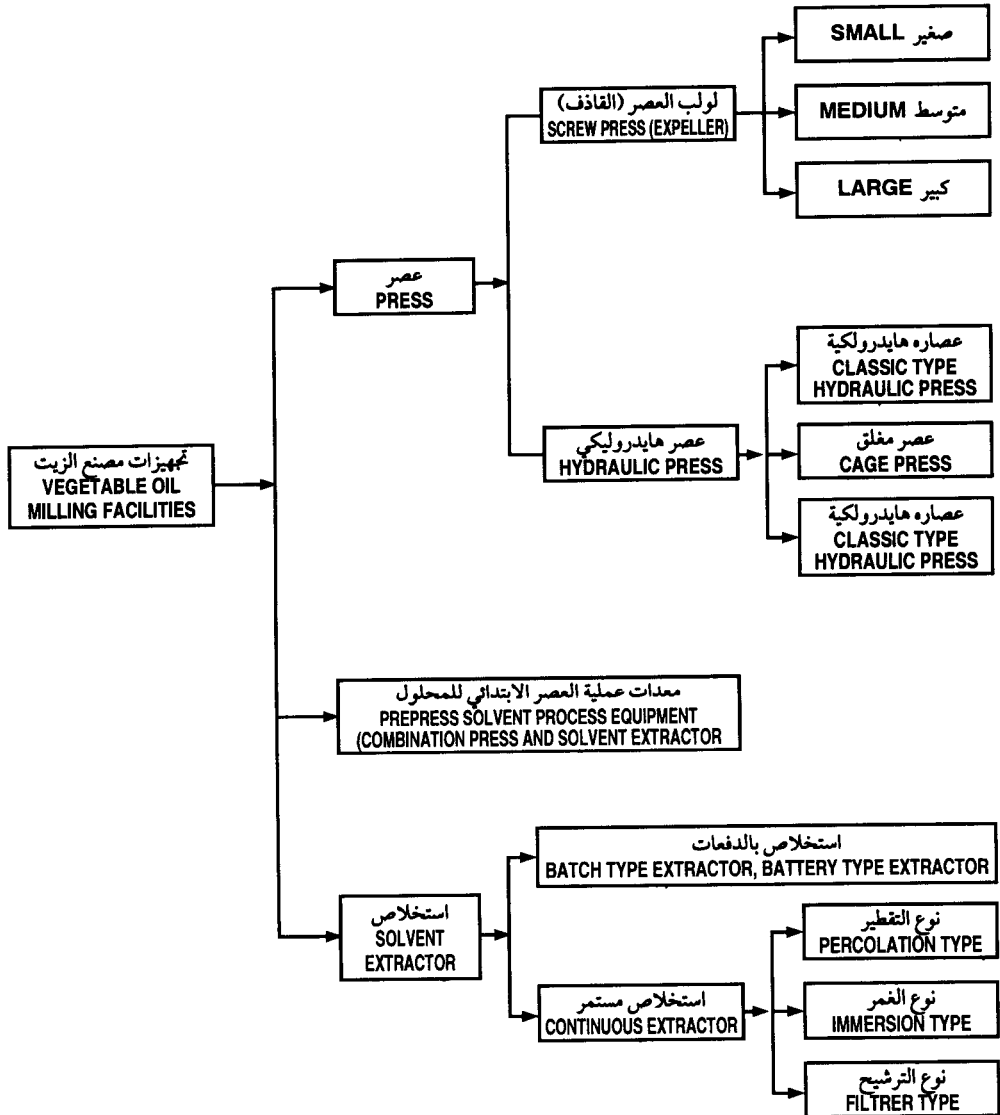 صغير SMALL
لولب العصر (القاذف)
SCREW PRESS (EXPELLER)
متوسط MEDIUM
كبير LARGE
عصر
PRESS
عصاره هايدرولكية
CLASSIC TYPE
HYDRAULIC PRESS
عصر هايدروليكي
HYDRAULIC PRESS
عصر مغلق
CAGE PRESS
عصاره هايدرولكية
CLASSIC TYPE
HYDRAULIC PRESS
تجهيزات مصنع الزيت
VEGETABLE OIL
MILLING FACILITIES
معدات عملية العصر الابتدائي للمحلول
PREPRESS SOLVENT PROCESS EQUIPMENT
(COMBINATION PRESS AND SOLVENT EXTRACTOR
استخلاص بالدفعات
BATCH TYPE EXTRACTOR, BATTERY TYPE EXTRACTOR
استخلاص
SOLVENT
EXTRACTOR
نوع التقطير
PERCOLATION TYPE
استخلاص مستمر
CONTINUOUS EXTRACTOR
نوع الغمر
IMMERSION TYPE
نوع الترشيح
FILTRER TYPE